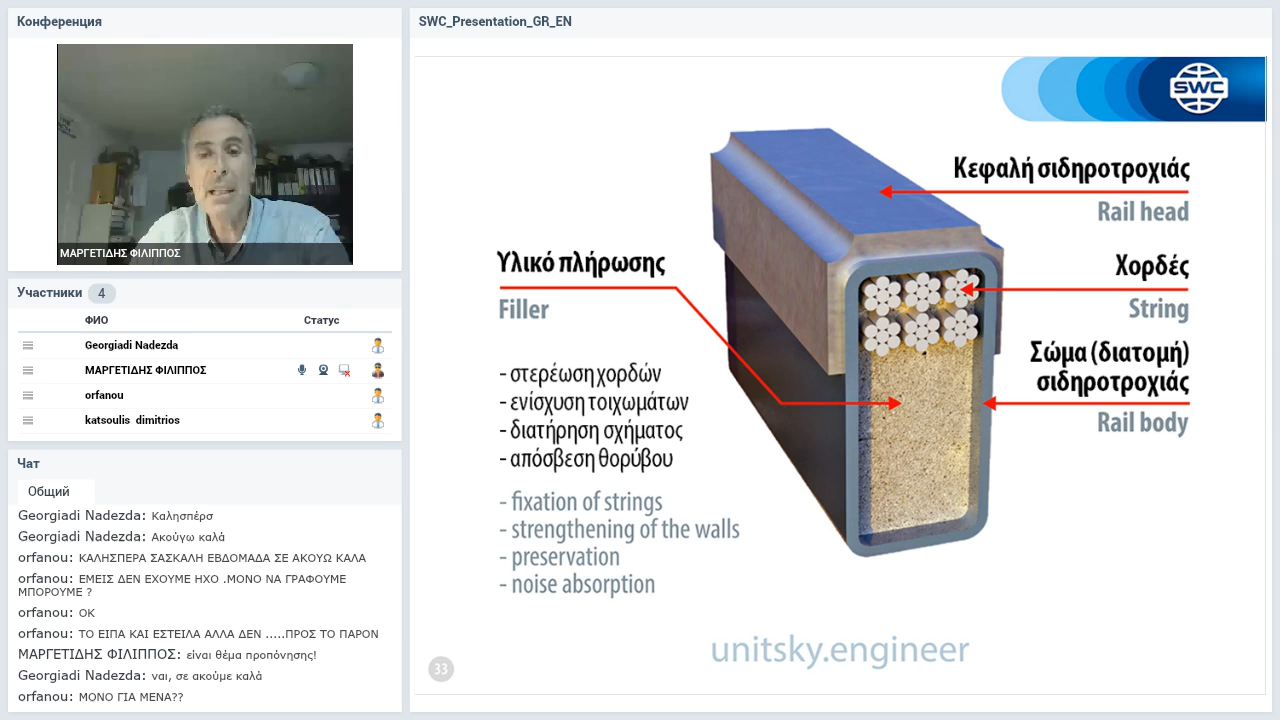 Конференция
ΜΑΡΓΕΤΙΔΗΣ ΦΙΛΙΠΠΟΣ
Участники 4
ФИО Статус
Georgiadi Nadezda
ΜΑΡΓΕΤΙΔΗΣ ΦΙΛΙΠΠΟΣ
orfanou
katsoulis dimitrios
Чат
Общий
Georgiadi Nadezda: Καλησπέρσ
Georgiadi Nadezda: Ακούγω καλά
orfanou: ΚΑΛΗΣΠΕΡΑ ΣΑΣΚΑΛΗ ΕΒΔΟΜΑΔΑ ΣΕ ΑΚΟΥΩ ΚΑΛΑ
orfanou: ΕΜΕΙΣ ΔΕΝ ΕΧΟΥΜΕ ΗΧΟ .ΜΟΝΟ ΝΑ ΓΡΑΦΟΥΜΕ
ΜΠΟΡΟΥΜΕ ?
orfanou: ΟΚ
orfanou: ΤΟ ΕΙΠΑ ΚΑΙ ΕΣΤΕΙΛΑ ΑΛΛΑ ΔΕΝ .....ΠΡΟΣ ΤΟ ΠΑΡΟΝ
ΜΑΡΓΕΤΙΔΗΣ ΦΙΛΙΠΠΟΣ: είναι θέμα προπόνησης!
Georgiadi Nadezda: ναι, σε ακούμε καλά
orfanou: ΜΟΝΟ ΓΙΑ ΜΕΝΑ??
SWC_Presentation_GR_EN
SWC
Κεφαλή σιδηροτροχιάς
Rail head
Υλικό πλήρωσης
Filler
Χορδές
String
Σώμα (διατομή)
σιδηροτροχιάς
Rail body
- στερέωση χορδών
- ενίσχυση τοιχωμάτων
- διατήρηση σχήματος
- απόσβεση θορύβου
- fixation of strings
- strengthening of the walls
- preservation
- noise absorption
unitsky.engineer
33